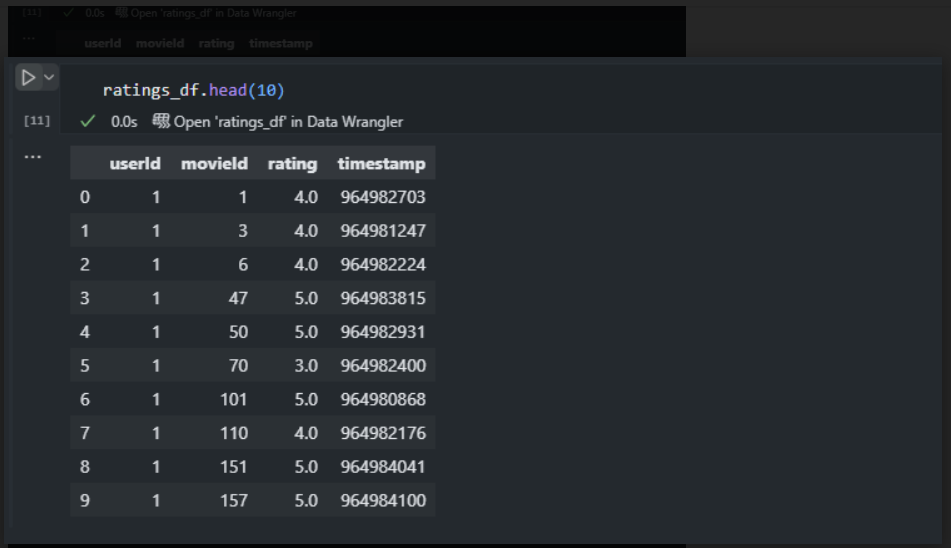 [13] 0.0s Open 'ratings_df' in Data Wrangler
...
userId movieId rating timestamp
ratings_df.head(10)
[11] 0.0s Open 'ratings_df' in Data Wrangler
...
userId movieId rating timestamp
0 1 1 4.0 964982703
1 1 3 4.0 964981247
2 1 6 4.0 964982224
3 1 47 5.0 964983815
4 1 50 5.0 964982931
5 1 70 3.0 964982400
6 1 101 5.0 964980868
7 1 110 4.0 964982176
8 1 151 5.0 964984041
9 1 157 5.0 964984100